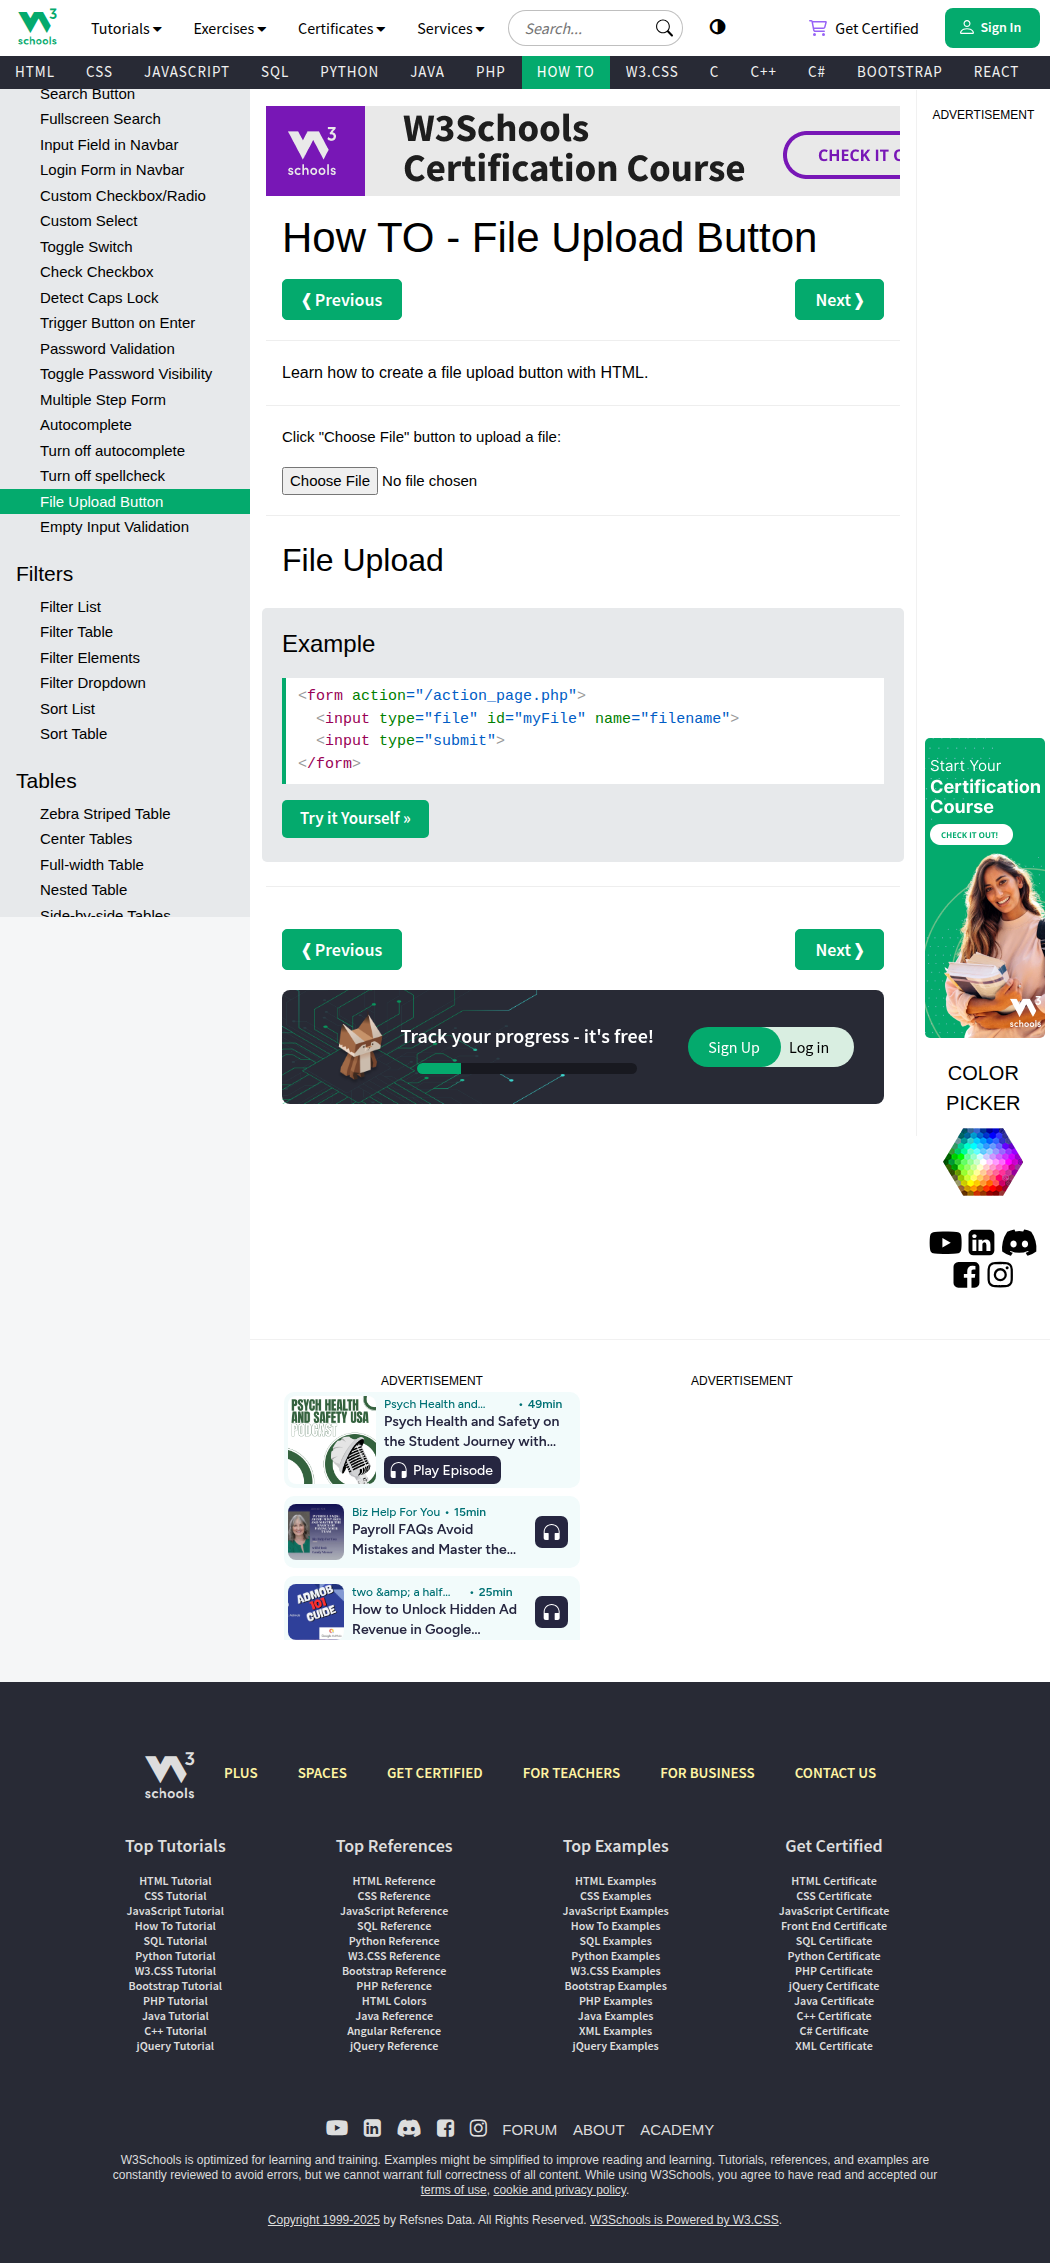 W3 schools
Tutorials Exercises Certificates Services Search... Get Certified Sign In
HTML CSS JAVASCRIPT SQL PYTHON JAVA PHP HOW TO W3.CSS C C++ C# BOOTSTRAP REACT
Search Button
Fullscreen Search
Input Field in Navbar
Login Form in Navbar
Custom Checkbox/Radio
Custom Select
Toggle Switch
Check Checkbox
Detect Caps Lock
Trigger Button on Enter
Password Validation
Toggle Password Visibility
Multiple Step Form
Autocomplete
Turn off autocomplete
Turn off spellcheck
File Upload Button
Empty Input Validation
Filters
Filter List
Filter Table
Filter Elements
Filter Dropdown
Sort List
Sort Table
Tables
Zebra Striped Table
Center Tables
Full-width Table
Nested Table
Side-by-side Tables
W3 schools
W3Schools
Certification Course
CHECK IT O
How TO - File Upload Button
❮ Previous Next ❯
Learn how to create a file upload button with HTML.
Click "Choose File" button to upload a file:
Choose File No file chosen
File Upload
Example
<form action="/action_page.php">
  <input type="file" id="myFile" name="filename">
  <input type="submit">
</form>
Try it Yourself »
❮ Previous Next ❯
Track your progress - it's free! Sign Up Log in
ADVERTISEMENT
Start Your
Certification
Course
CHECK IT OUT!
W3 schools
COLOR
PICKER
in
ADVERTISEMENT ADVERTISEMENT
PSYCH HEALTH
AND SAFETY USA
PODCAST
Psych Health and... • 49min
Psych Health and Safety on
the Student Journey with...
Play Episode
Biz Help For You • 15min
Payroll FAQs Avoid
Mistakes and Master the...
ADMOB
101
GUIDE
two &amp; a half... • 25min
How to Unlock Hidden Ad
Revenue in Google...
W3 schools
PLUS SPACES GET CERTIFIED FOR TEACHERS FOR BUSINESS CONTACT US
Top Tutorials
HTML Tutorial
CSS Tutorial
JavaScript Tutorial
How To Tutorial
SQL Tutorial
Python Tutorial
W3.CSS Tutorial
Bootstrap Tutorial
PHP Tutorial
Java Tutorial
C++ Tutorial
jQuery Tutorial
Top References
HTML Reference
CSS Reference
JavaScript Reference
SQL Reference
Python Reference
W3.CSS Reference
Bootstrap Reference
PHP Reference
HTML Colors
Java Reference
Angular Reference
jQuery Reference
Top Examples
HTML Examples
CSS Examples
JavaScript Examples
How To Examples
SQL Examples
Python Examples
W3.CSS Examples
Bootstrap Examples
PHP Examples
Java Examples
XML Examples
jQuery Examples
Get Certified
HTML Certificate
CSS Certificate
JavaScript Certificate
Front End Certificate
SQL Certificate
Python Certificate
PHP Certificate
jQuery Certificate
Java Certificate
C++ Certificate
C# Certificate
XML Certificate
in FORUM ABOUT ACADEMY
W3Schools is optimized for learning and training. Examples might be simplified to improve reading and learning. Tutorials, references, and examples are
constantly reviewed to avoid errors, but we cannot warrant full correctness of all content. While using W3Schools, you agree to have read and accepted our
terms of use, cookie and privacy policy.
Copyright 1999-2025 by Refsnes Data. All Rights Reserved. W3Schools is Powered by W3.CSS.